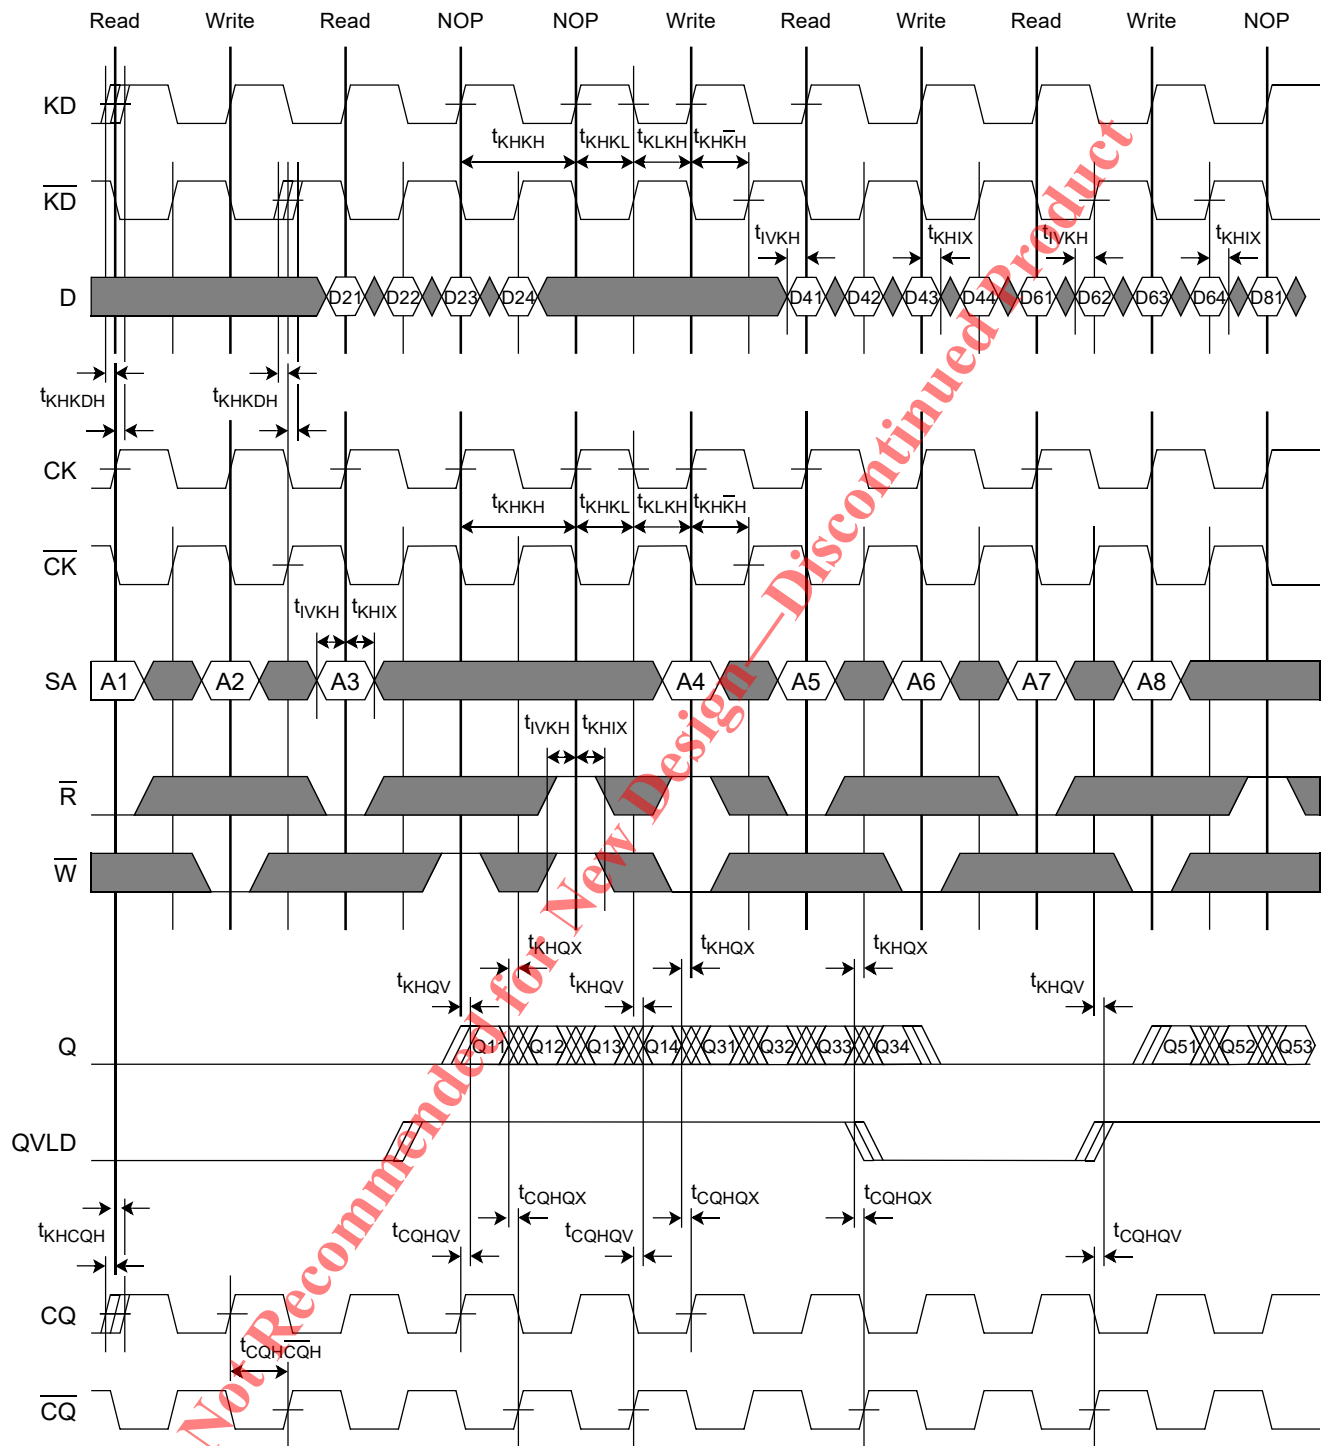 Read Write Read NOP NOP Write Read Write Read Write NOP
KD
tKHKH tKHKL tKLKH tKHK̅H
K̅D̅
tIVKH tKHIX tIVKH tKHIX
D D21 D22 D23 D24 D41 D42 D43 D44 D61 D62 D63 D64 D81
tKHKDH tKHKDH
CK
tKHKH tKHKL tKLKH tKHK̅H
C̅K̅
tIVKH tKHIX
SA A1 A2 A3 A4 A5 A6 A7 A8
tIVKH tKHIX
R̅
W̅
tKHQX tKHQX tKHQX
tKHQV tKHQV tKHQV
Q Q11 Q12 Q13 Q14 Q31 Q32 Q33 Q34 Q51 Q52 Q53
QVLD
tCQHQX tCQHQX tCQHQX
tKHCQH tCQHQV tCQHQV tCQHQV
CQ
tCQHC̅Q̅H̅
C̅Q̅
Not Recommended for New Design—Discontinued Product